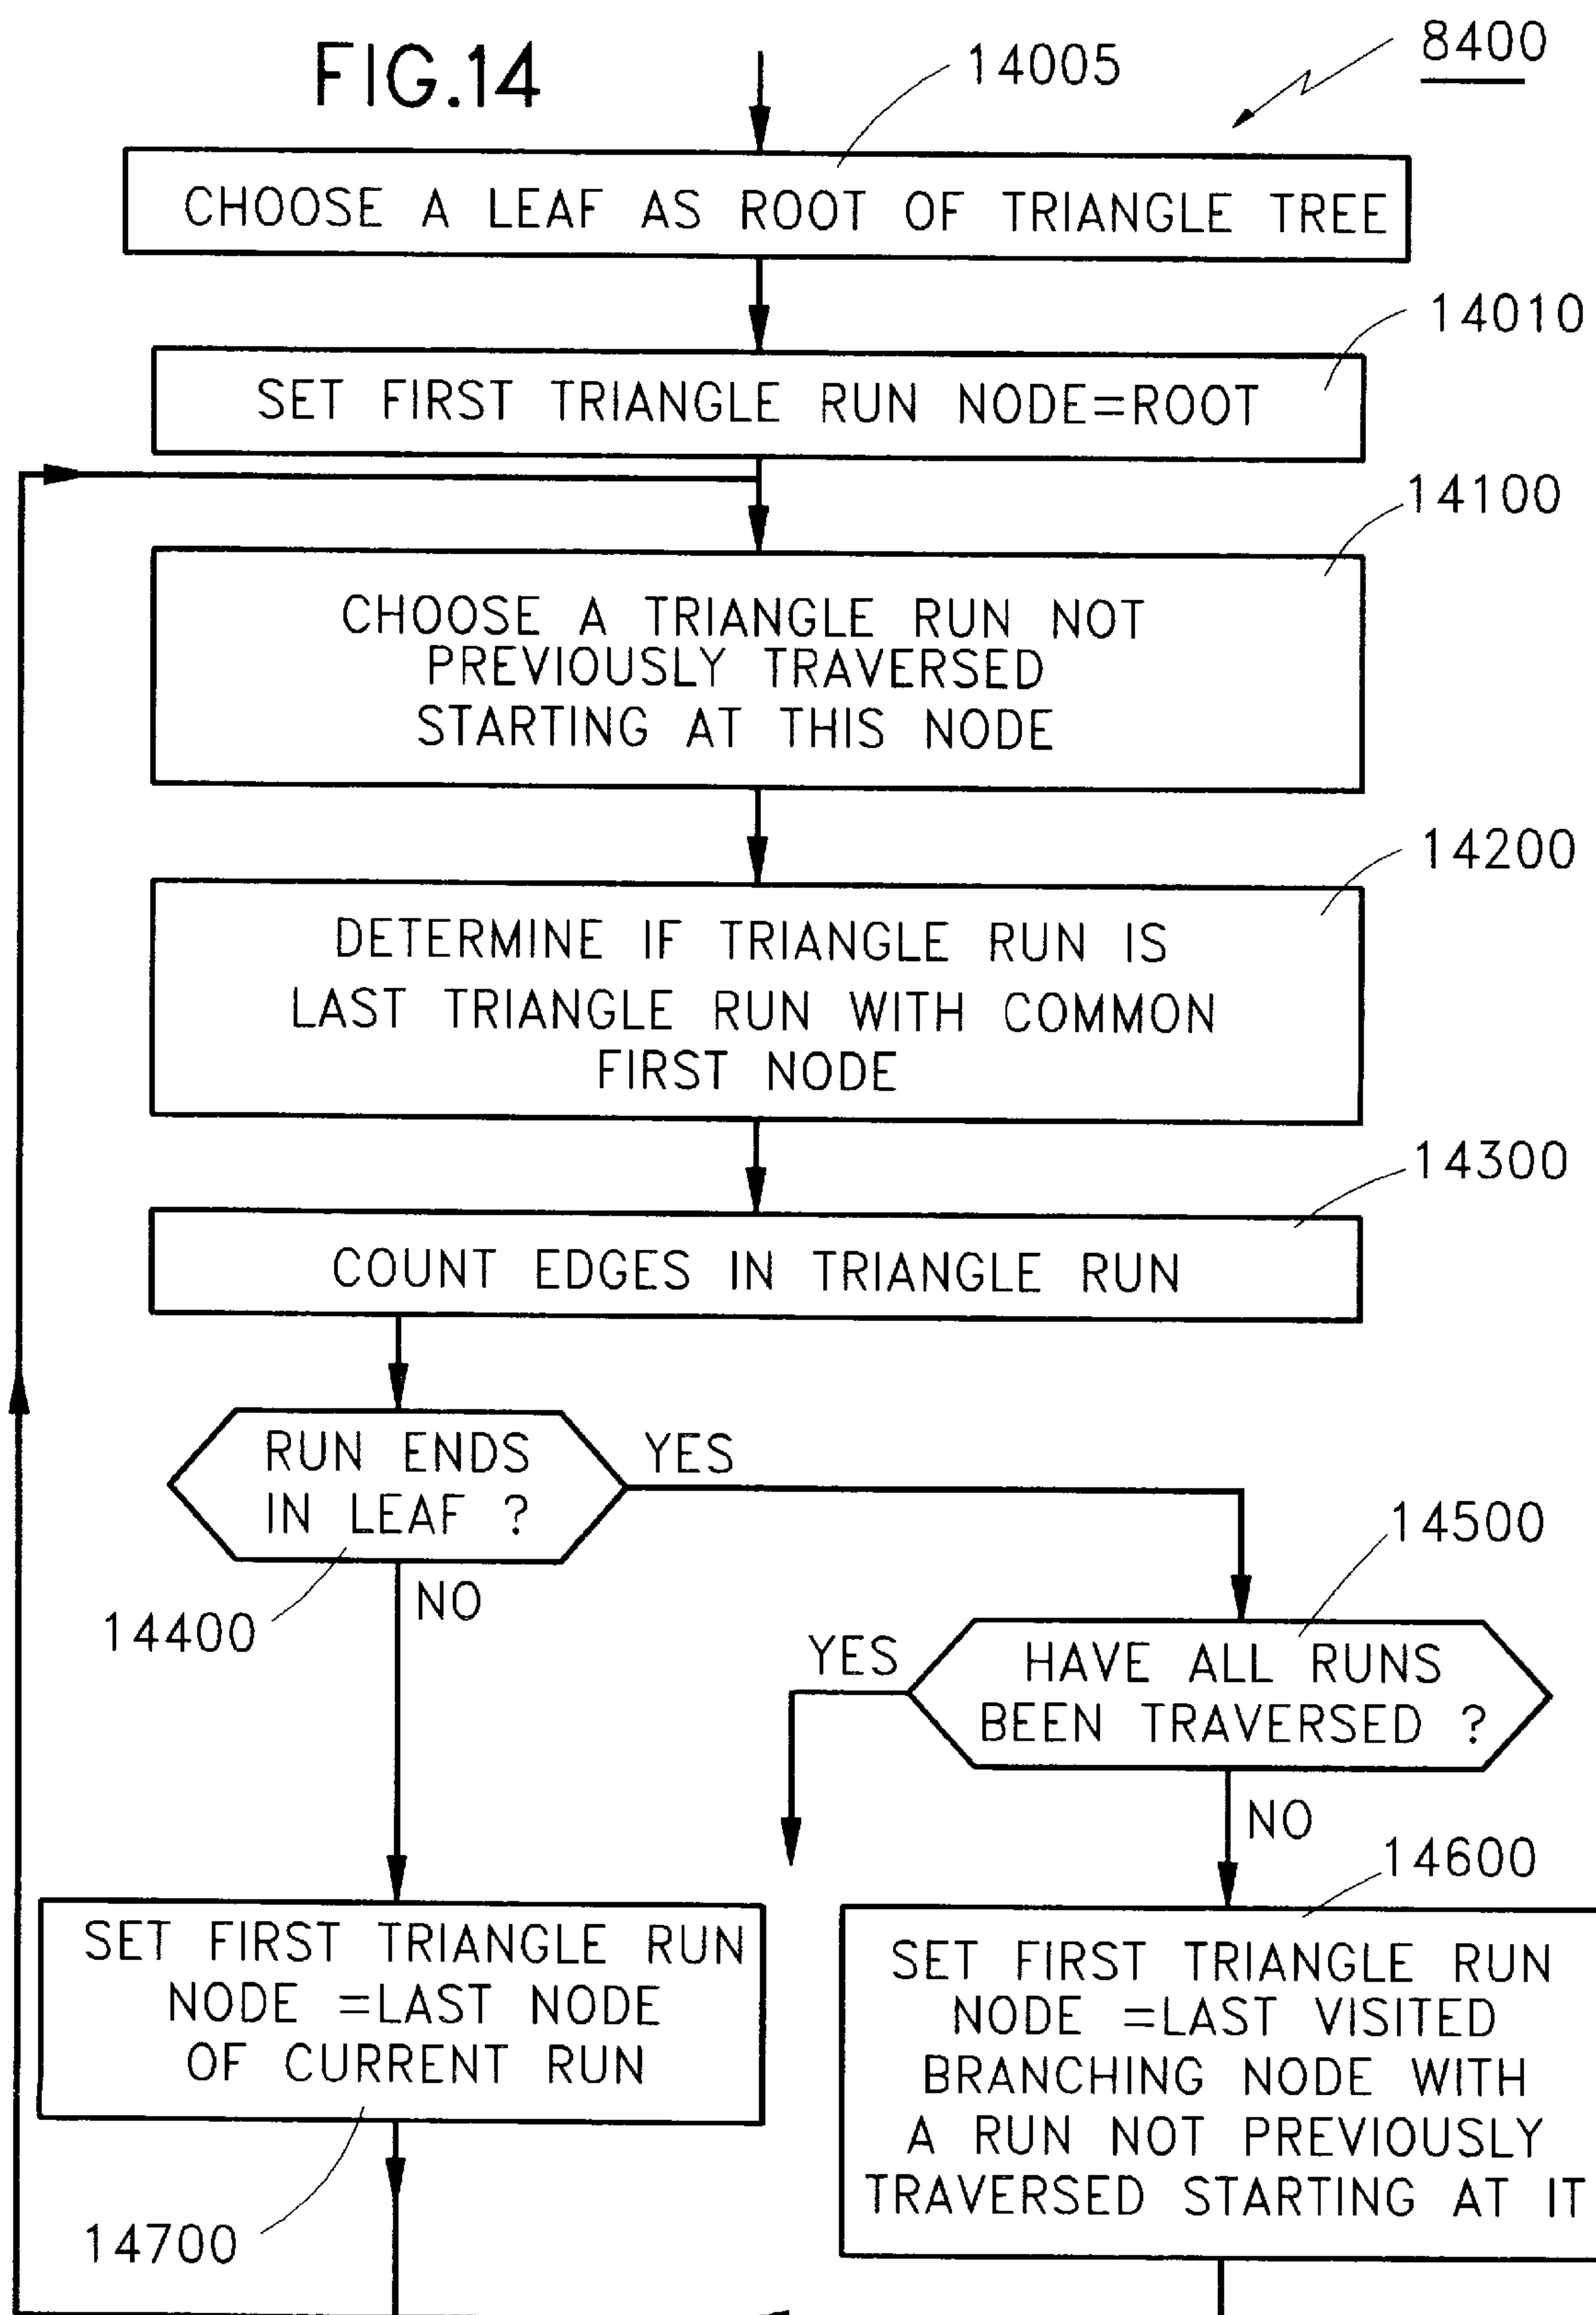 FIG.14
14005
8400
CHOOSE A LEAF AS ROOT OF TRIANGLE TREE
14010
SET FIRST TRIANGLE RUN NODE=ROOT
14100
CHOOSE A TRIANGLE RUN NOT
PREVIOUSLY TRAVERSED
STARTING AT THIS NODE
14200
DETERMINE IF TRIANGLE RUN IS
LAST TRIANGLE RUN WITH COMMON
FIRST NODE
14300
COUNT EDGES IN TRIANGLE RUN
RUN ENDS
IN LEAF ?
YES
NO
14400
14500
YES
HAVE ALL RUNS
BEEN TRAVERSED ?
NO
14600
SET FIRST TRIANGLE RUN
NODE =LAST NODE
OF CURRENT RUN
14700
SET FIRST TRIANGLE RUN
NODE =LAST VISITED
BRANCHING NODE WITH
A RUN NOT PREVIOUSLY
TRAVERSED STARTING AT IT